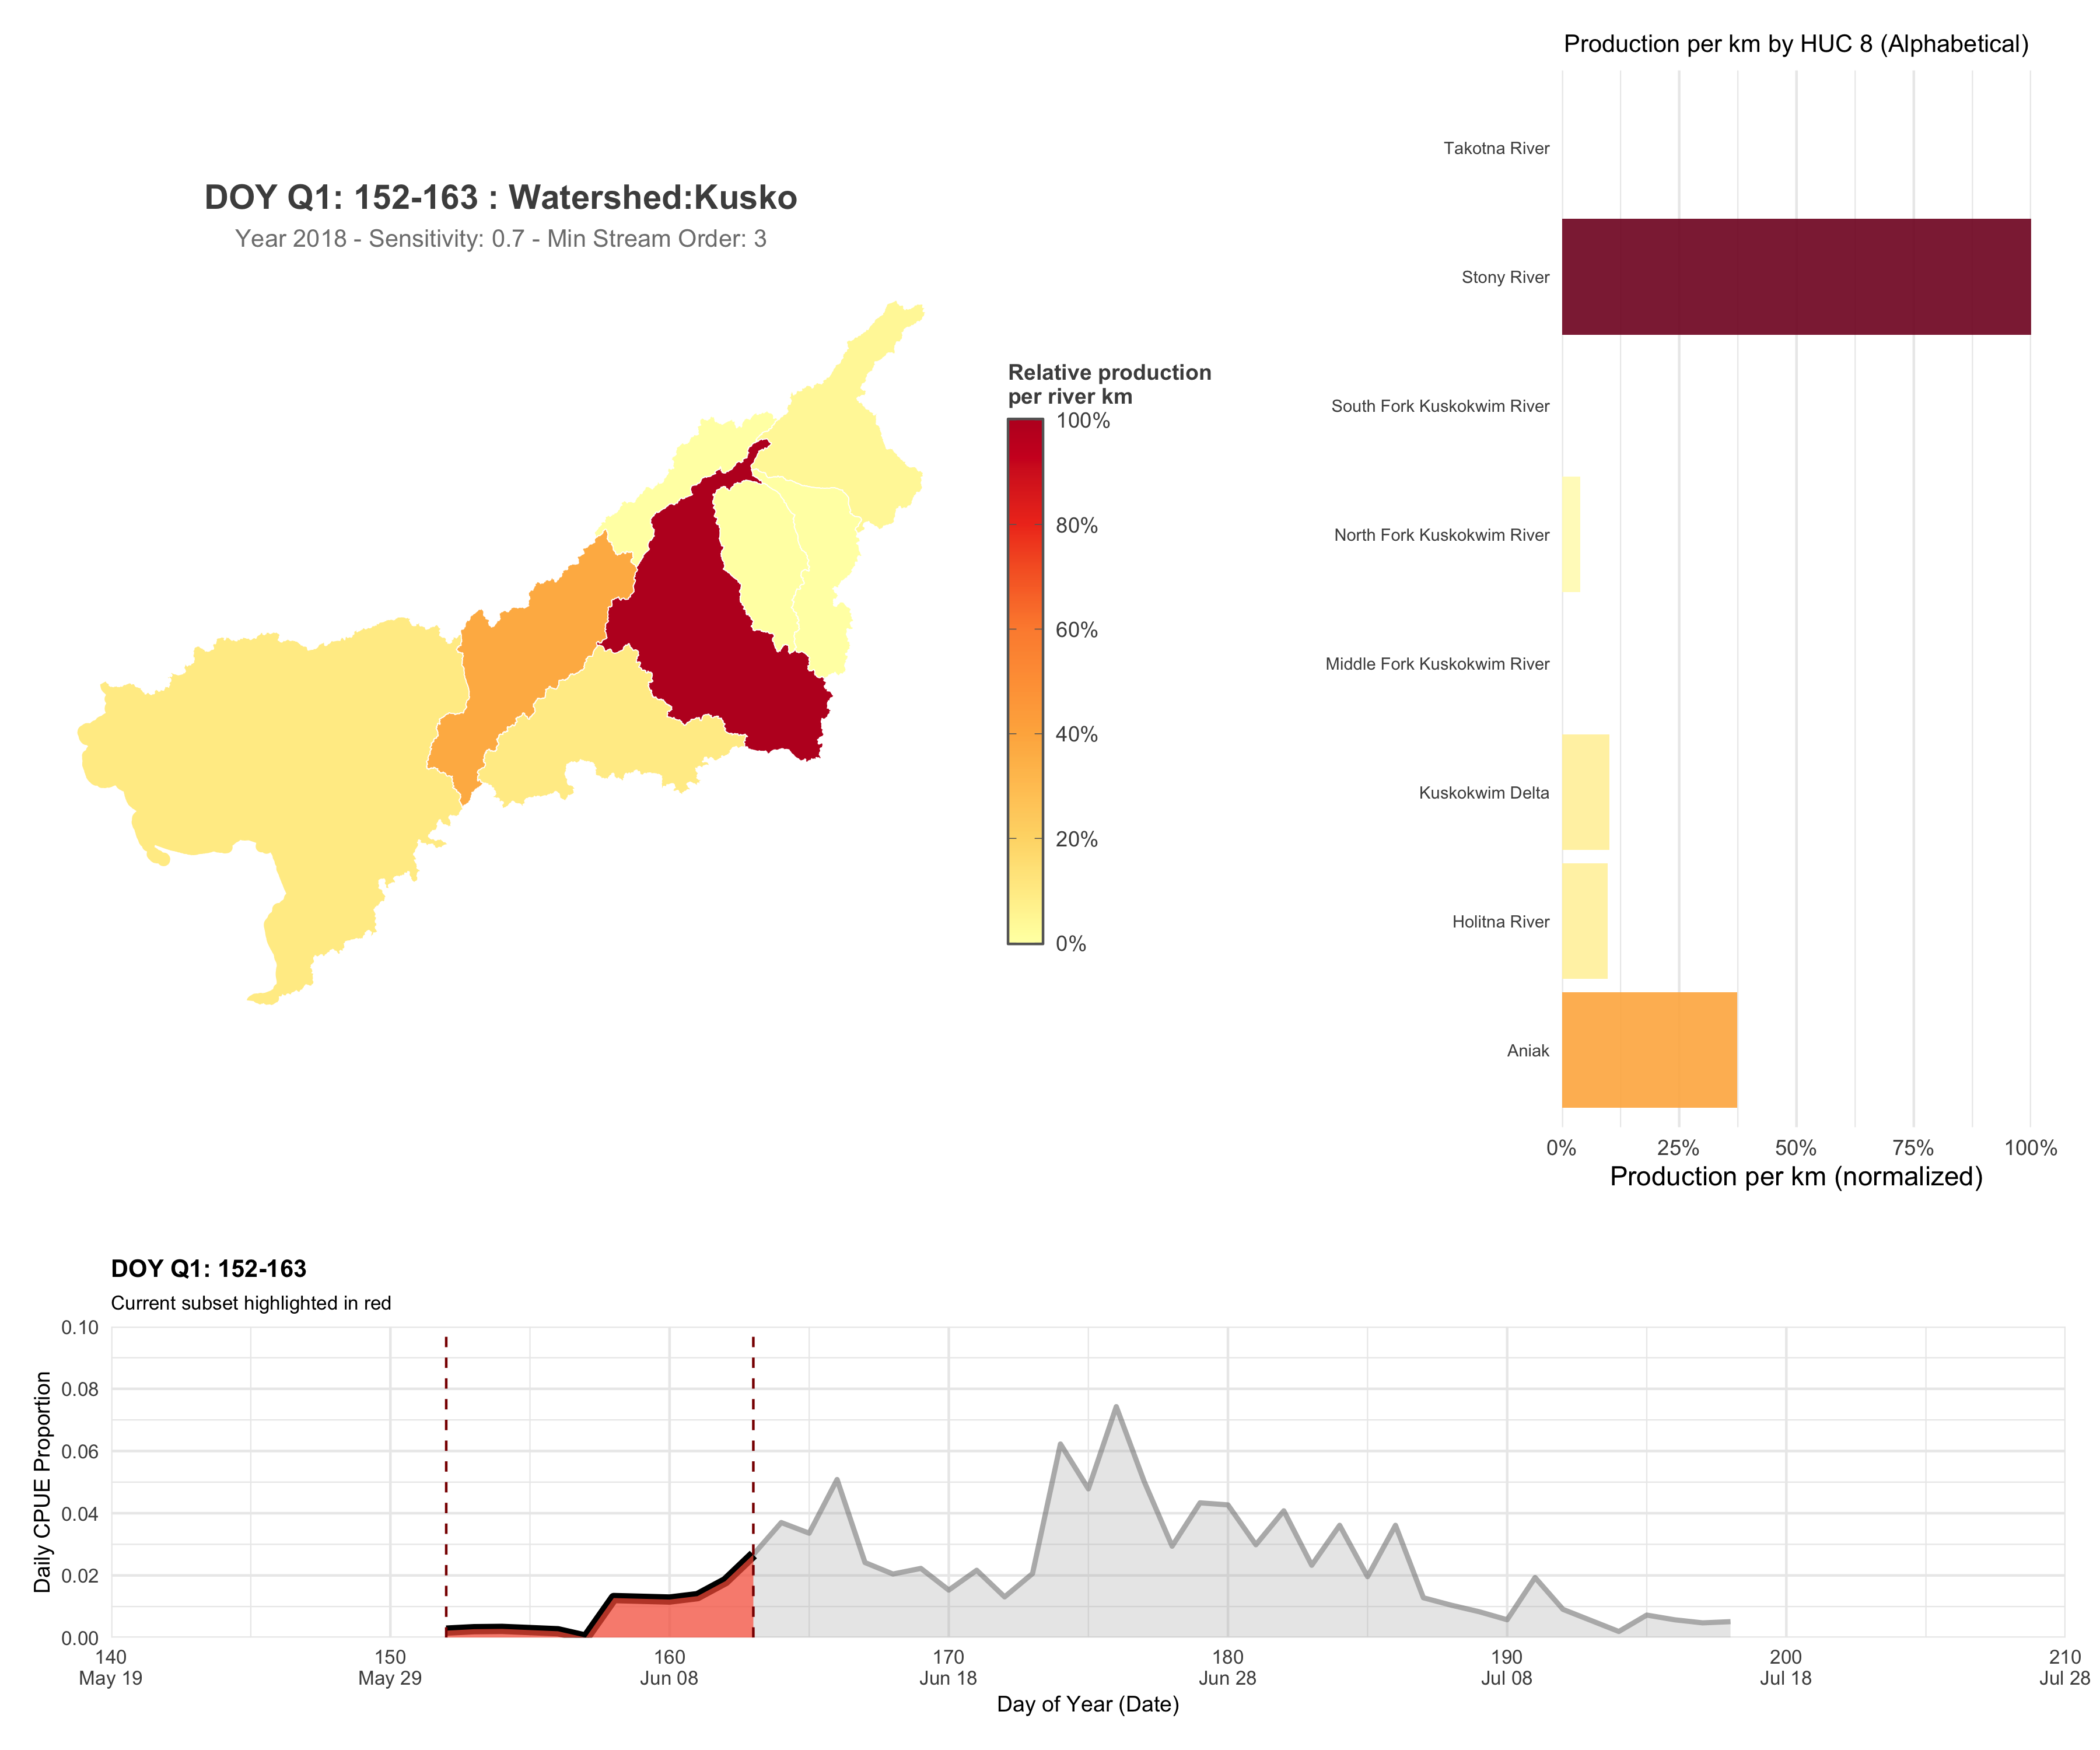 Production per km by HUC 8 (Alphabetical)
Takotna River
Stony River
South Fork Kuskokwim River
North Fork Kuskokwim River
Middle Fork Kuskokwim River
Kuskokwim Delta
Holitna River
Aniak
0% 25% 50% 75% 100%
Production per km (normalized)
DOY Q1: 152-163 : Watershed:Kusko
Year 2018 - Sensitivity: 0.7 - Min Stream Order: 3
Relative production
per river km
100%
80%
60%
40%
20%
0%
DOY Q1: 152-163
Current subset highlighted in red
Daily CPUE Proportion
0.10
0.08
0.06
0.04
0.02
0.00
140 150 160 170 180 190 200 210
May 19 May 29 Jun 08 Jun 18 Jun 28 Jul 08 Jul 18 Jul 28
Day of Year (Date)